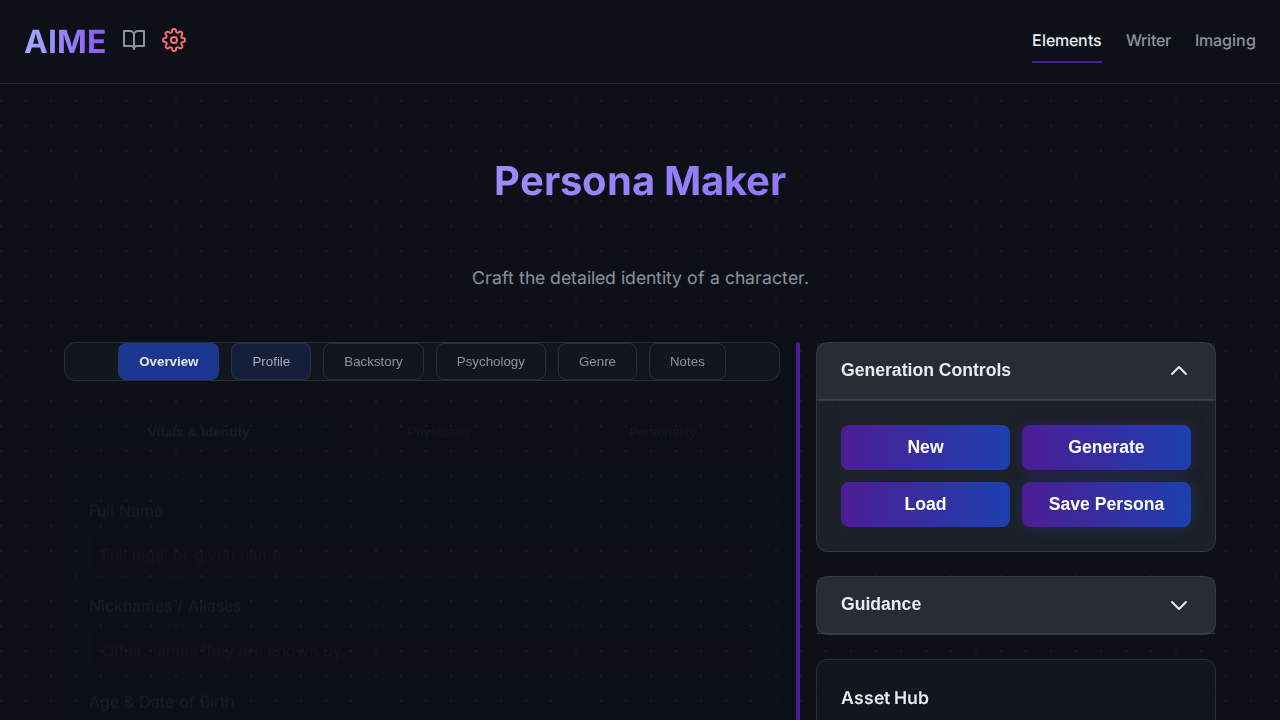 AIME
Elements Writer Imaging
Persona Maker
Craft the detailed identity of a character.
Overview Profile Backstory Psychology Genre Notes
Vitals & Identity Physicality Personality
Full Name
Full legal or given name.
Nicknames / Aliases
Other names they are known by.
Age & Date of Birth
Generation Controls
New Generate
Load Save Persona
Guidance
Asset Hub